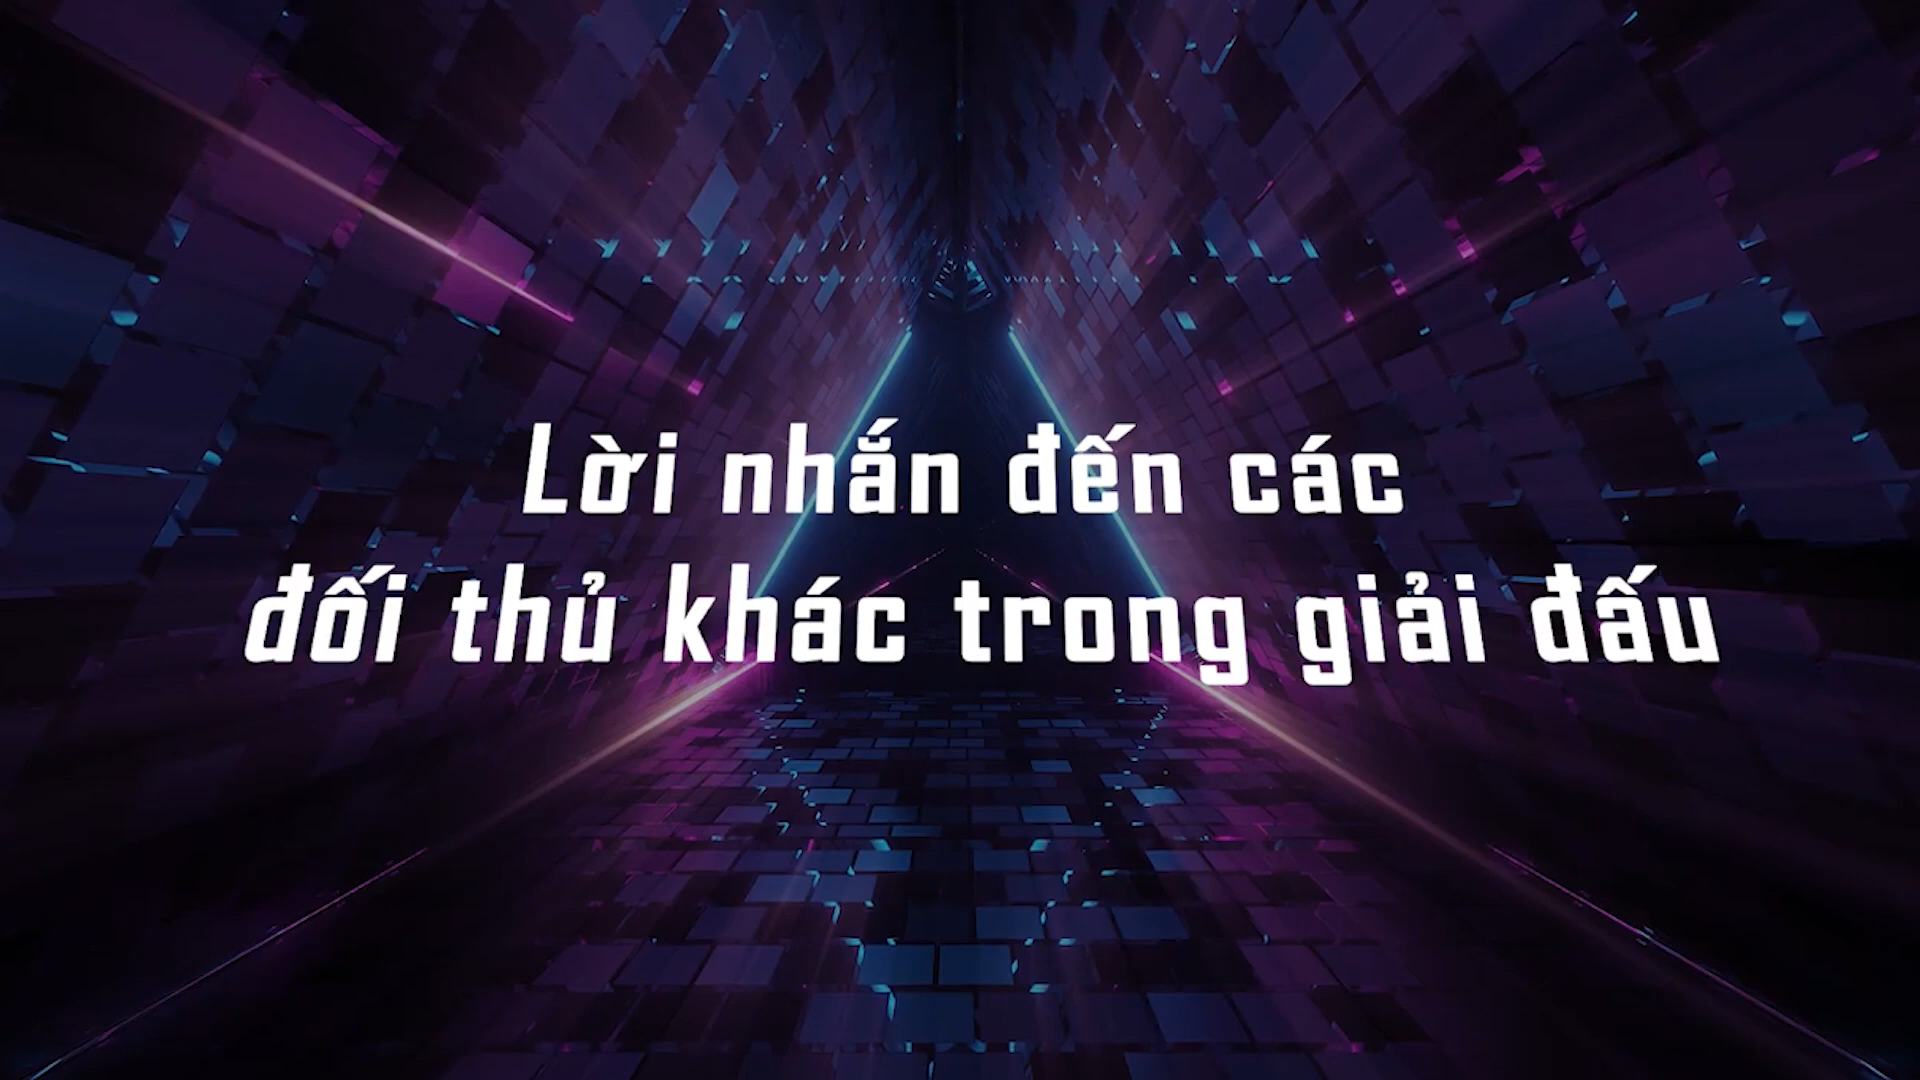 Lời nhắn đến các
đối thủ khác trong giải đấu